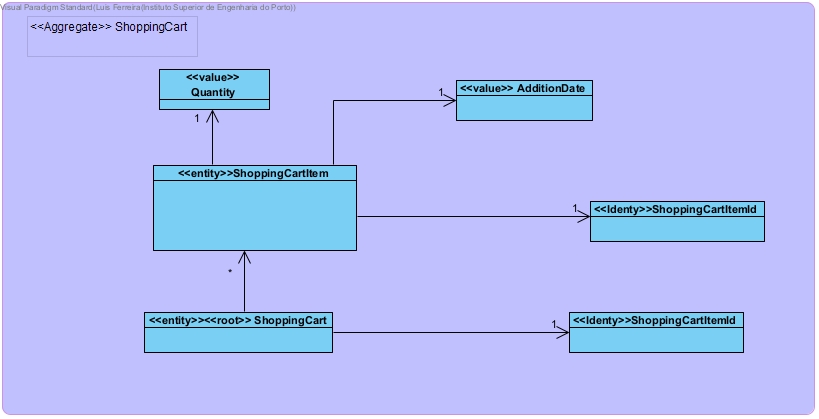 Visual Paradigm Standard(Luis Ferreira(Instituto Superior de Engenharia do Porto))
<<Aggregate>> ShoppingCart
<<value>>
Quantity
<<value>> AdditionDate
1
1
<<entity>>ShoppingCartItem
1
<<Identy>>ShoppingCartItemId
*
<<entity>><<root>> ShoppingCart
1
<<Identy>>ShoppingCartItemId